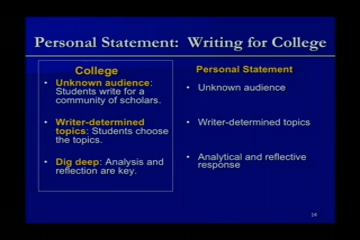 Personal Statement: Writing for College
College
• Unknown audience:
Students write for a
community of scholars.
• Writer-determined
topics: Students choose
the topics.
• Dig deep: Analysis and
reflection are key.
Personal Statement
• Unknown audience
• Writer-determined topics
• Analytical and reflective
response
14